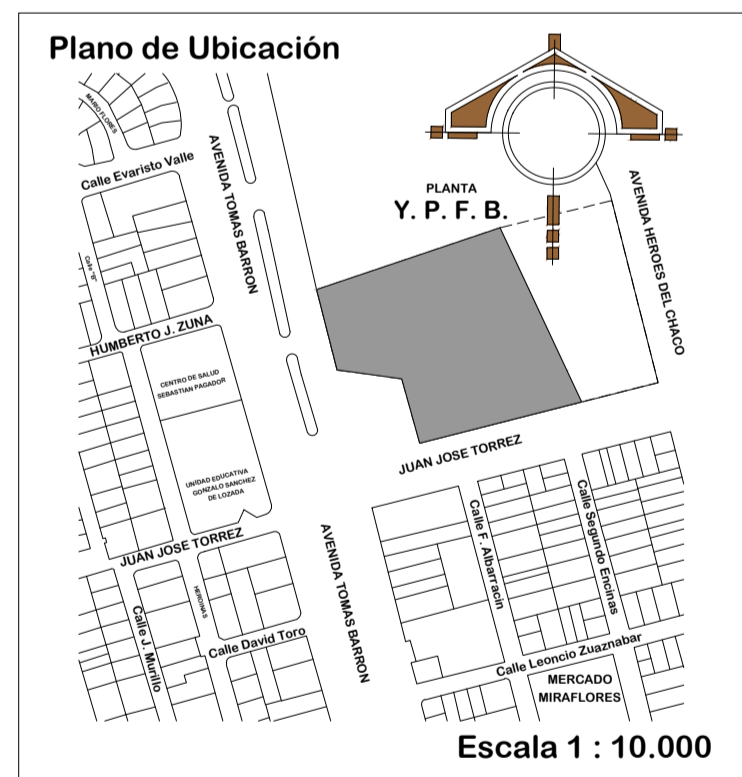 Plano de Ubicación
MARIO FLORES
Calle Evaristo Valle
AVENIDA TOMAS BARRON
PLANTA
Y. P. F. B.
AVENIDA HEROES DEL CHACO
Calle "B"
HUMBERTO J. ZUNA
CENTRO DE SALUD
SEBASTIAN PAGADOR
UNIDAD EDUCATIVA
GONZALO SANCHEZ
DE LOZADA
JUAN JOSE TORREZ
JUAN JOSE TORREZ
Calle F. Albarracin
Calle Segundo Encinas
AVENIDA TOMAS BARRON
HEROINAS
Calle J. Murillo
Calle David Toro
Calle Leoncio Zuaznabar
MERCADO
MIRAFLORES
Escala 1 : 10.000